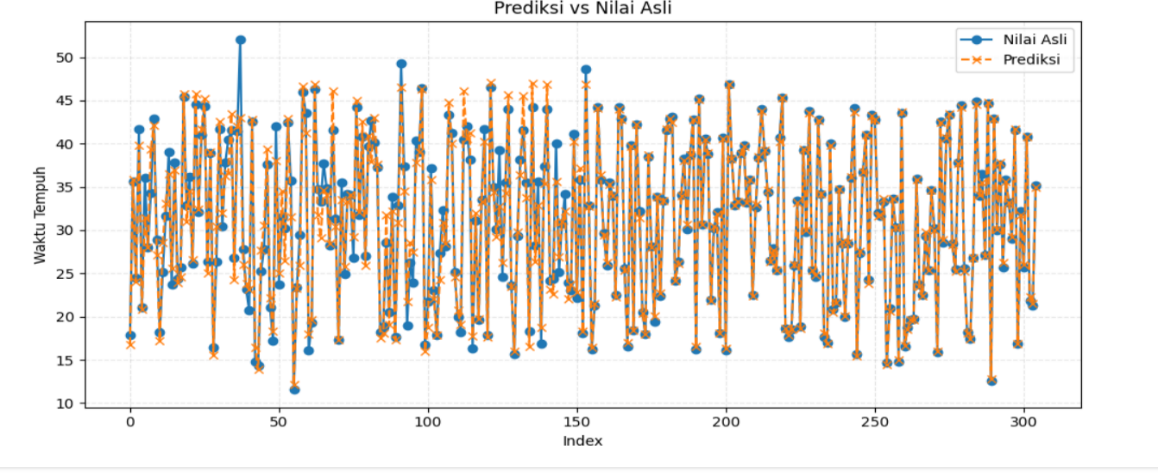 Prediksi vs Nilai Asli
Nilai Asli
Prediksi
Waktu Tempuh
50
45
40
35
30
25
20
15
10
0 50 100 150 200 250 300
Index